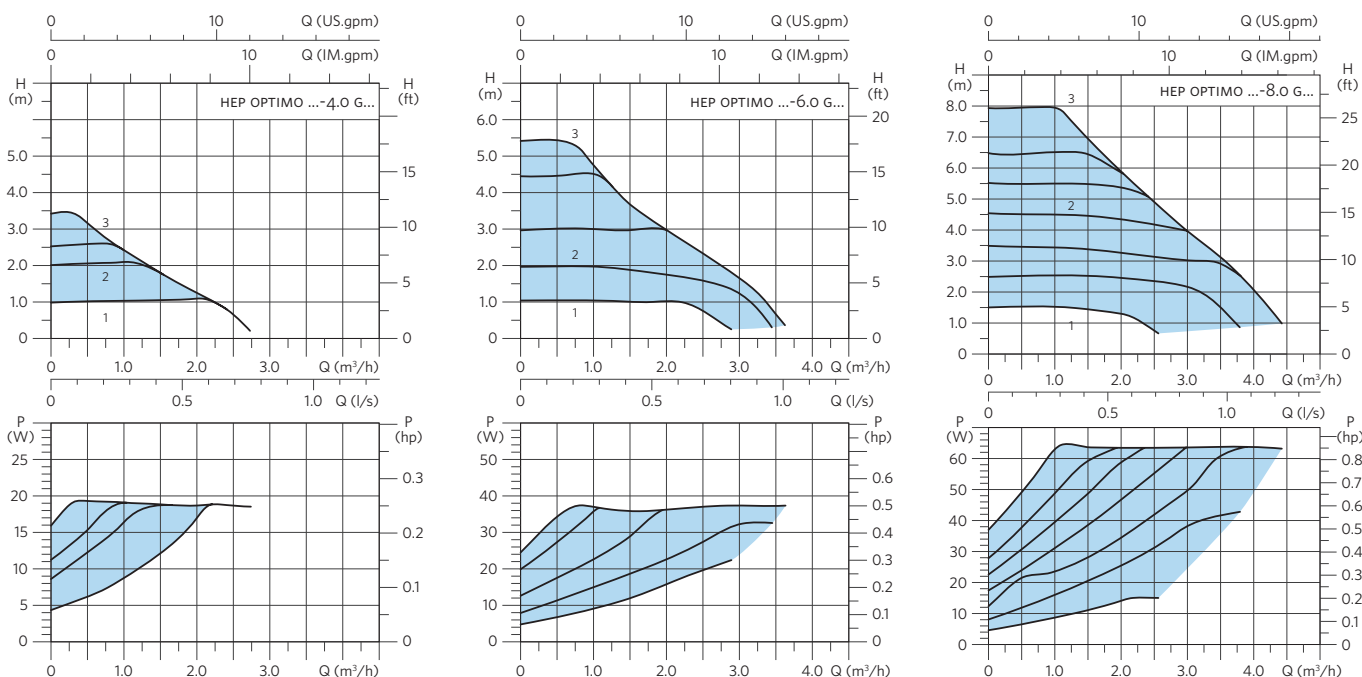 0 10 Q (US.gpm)
0 10 Q (IM.gpm)
H (m)
H (ft)
HEP OPTIMO ...-4.0 G...
5.0
4.0
3.0
2.0
1.0
0
15
10
5
0
3
2
1
0 1.0 2.0 3.0 Q (m³/h)
0 0.5 1.0 Q (l/s)
P (W)
P (hp)
25
20
15
10
5
0
0.3
0.2
0.1
0
0 1.0 2.0 3.0 Q (m³/h)
0 10 Q (US.gpm)
0 10 Q (IM.gpm)
H (m)
H (ft)
HEP OPTIMO ...-6.0 G...
6.0
5.0
4.0
3.0
2.0
1.0
0
20
15
10
5
0
3
2
1
0 1.0 2.0 3.0 4.0 Q (m³/h)
0 0.5 1.0 Q (l/s)
P (W)
P (hp)
50
40
30
20
10
0
0.6
0.5
0.4
0.3
0.2
0.1
0
0 1.0 2.0 3.0 4.0 Q (m³/h)
0 10 Q (US.gpm)
0 10 Q (IM.gpm)
H (m)
H (ft)
HEP OPTIMO ...-8.0 G...
8.0
7.0
6.0
5.0
4.0
3.0
2.0
1.0
0
25
20
15
10
5
0
3
2
1
0 1.0 2.0 3.0 4.0 Q (m³/h)
0 0.5 1.0 Q (l/s)
P (W)
P (hp)
60
50
40
30
20
10
0
0.8
0.7
0.6
0.5
0.4
0.3
0.2
0.1
0
0 1.0 2.0 3.0 4.0 Q (m³/h)